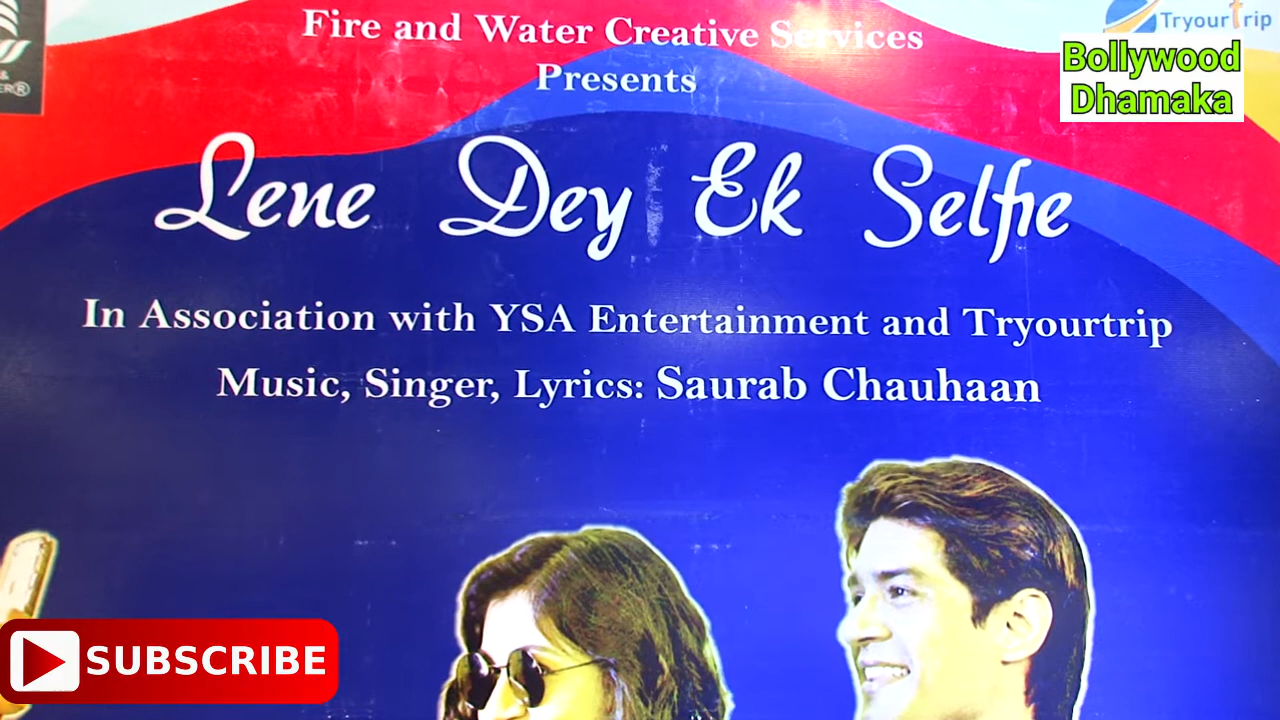 Fire and Water Creative Services
Presents
Tryourtrip
Bollywood
Dhamaka
&
ER®
Lene Dey Ek Selfie
In Association with YSA Entertainment and Tryourtrip
Music, Singer, Lyrics: Saurab Chauhaan
SUBSCRIBE